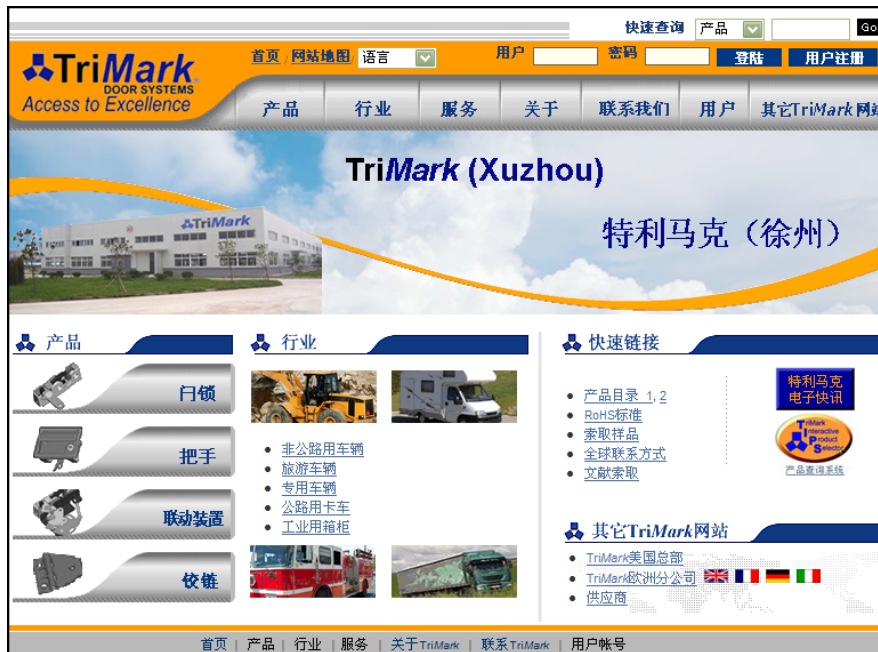 快速查询 产品 Go
首页 / 网站地图 / 语言 用户 密码 登陆 用户注册
TriMark
DOOR SYSTEMS
Access to Excellence
产品 行业 服务 关于 联系我们 用户 其它TriMark
TriMark (Xuzhou)
特利马克（徐州）
TriMark
产品
闩锁
把手
联动装置
铰链
行业
非公路用车辆
旅游车辆
专用车辆
公路用卡车
工业用箱柜
快速链接
产品目录 1, 2
RoHS标准
索取样品
全球联系方式
文献索取
特利马克
电子快讯
TriMark
Interactive
Product
Selector
产品查询系统
其它TriMark网站
TriMark美国总部
TriMark欧洲分公司
供应商
首页 | 产品 | 行业 | 服务 | 关于TriMark | 联系TriMark | 用户帐号